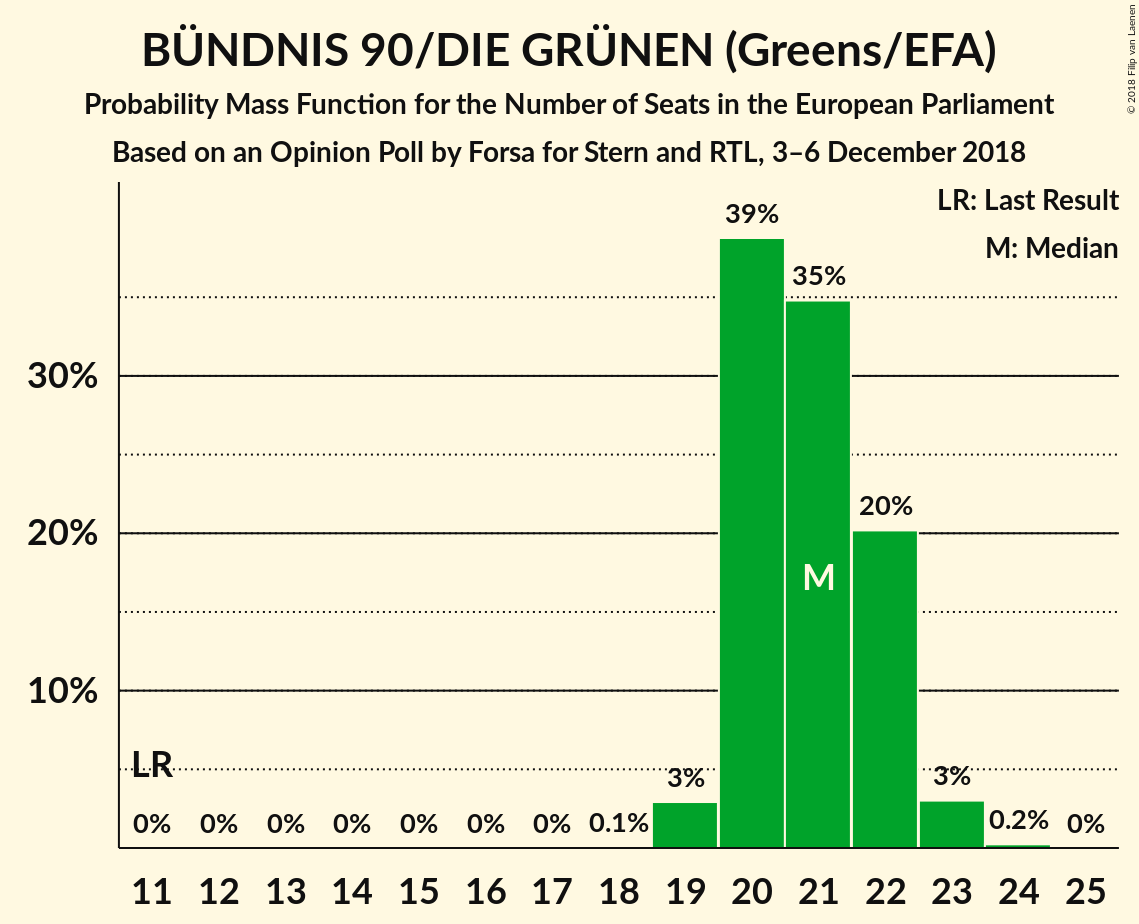 BÜNDNIS 90/DIE GRÜNEN (Greens/EFA)
Probability Mass Function for the Number of Seats in the European Parliament
Based on an Opinion Poll by Forsa for Stern and RTL, 3–6 December 2018
© 2018 Filip van Laenen
LR: Last Result
M: Median
39%
35%
30%
20%
20%
M
10%
LR
3%
3%
0% 0% 0% 0% 0% 0% 0% 0.1% 0.2% 0%
11 12 13 14 15 16 17 18 19 20 21 22 23 24 25